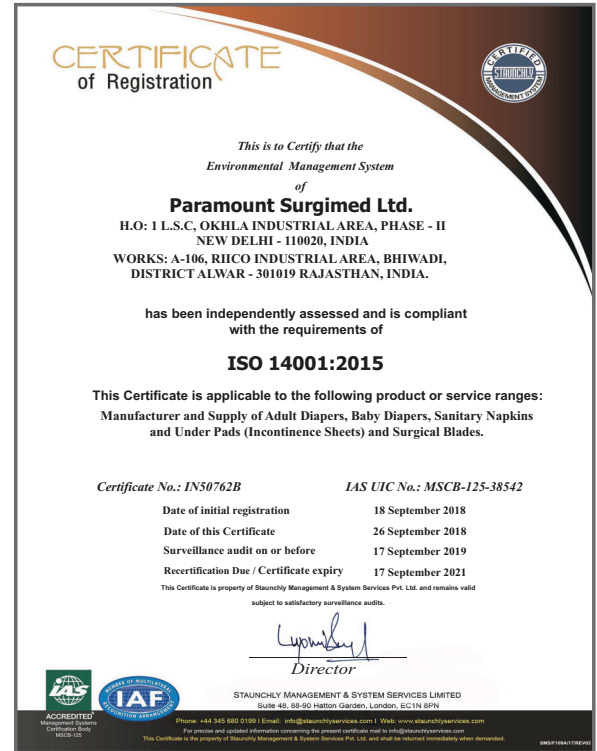 CERTIFICATE
of Registration
CERTIFIED
STAUNCHLY
MANAGEMENT SYSTEM
This is to Certify that the
Environmental Management System
of
Paramount Surgimed Ltd.
H.O: 1 L.S.C, OKHLA INDUSTRIAL AREA, PHASE - II
NEW DELHI - 110020, INDIA
WORKS: A-106, RIICO INDUSTRIAL AREA, BHIWADI,
DISTRICT ALWAR - 301019 RAJASTHAN, INDIA.
has been independently assessed and is compliant
with the requirements of
ISO 14001:2015
This Certificate is applicable to the following product or service ranges:
Manufacturer and Supply of Adult Diapers, Baby Diapers, Sanitary Napkins
and Under Pads (Incontinence Sheets) and Surgical Blades.
Certificate No.: IN50762B IAS UIC No.: MSCB-125-38542
Date of initial registration 18 September 2018
Date of this Certificate 26 September 2018
Surveillance audit on or before 17 September 2019
Recertification Due / Certificate expiry 17 September 2021
This Certificate is property of Staunchly Management & System Services Pvt. Ltd. and remains valid
subject to satisfactory surveillance audits.
Director
IAS
ACCREDITED
Management Systems
Certification Body
MSCB-125
MEMBER OF MULTILATERAL
IAF
RECOGNITION ARRANGEMENT
STAUNCHLY MANAGEMENT & SYSTEM SERVICES LIMITED
Suite 48, 88-90 Hatton Garden, London, EC1N 8PN
Phone: +44 345 680 0199 I Email: info@staunchlyservices.com I Web: www.staunchlyservices.com
For precise and updated information concerning the present certificate mail to info@staunchlyservices.com
This Certificate is the property of Staunchly Management & System Services Pvt. Ltd. and shall be returned immediately when demanded.
SMS/F109A/17/REV02